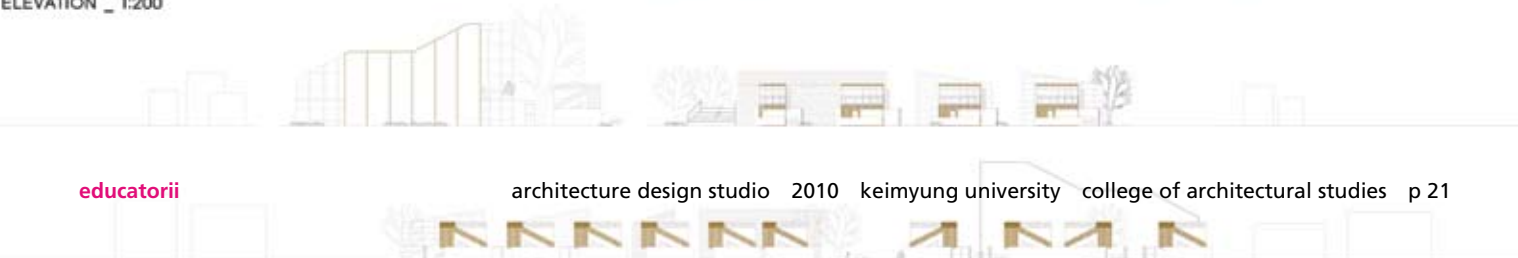 ELEVATION _ 1:200
educatorii architecture design studio 2010 keimyung university college of architectural studies p 21